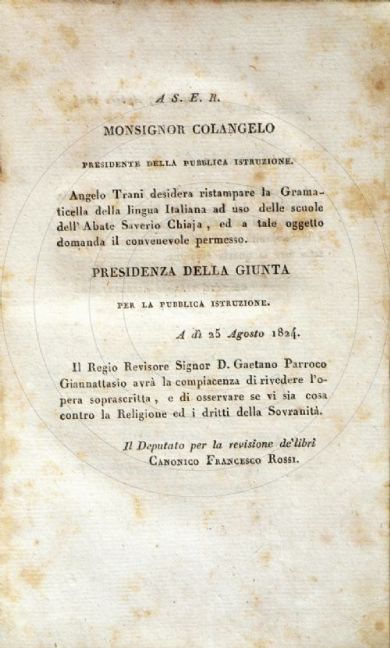 A S. E. R.
MONSIGNOR COLANGELO
PRESIDENTE DELLA PUBBLICA ISTRUZIONE.
Angelo Trani desidera ristampare la Grama-
ticella della lingua Italiana ad uso delle scuole
dell'Abate Saverio Chiaja, ed a tale oggetto
domanda il convenevole permesso.
PRESIDENZA DELLA GIUNTA
PER LA PUBBLICA ISTRUZIONE.
A dì 25 Agosto 1824.
Il Regio Revisore Signor D. Gaetano Parroco
Giannattasio avrà la compiacenza di rivedere l'o-
pera soprascritta, e di osservare se vi sia cosa
contro la Religione ed i dritti della Sovranità.
Il Deputato per la revisione de'libri
CANONICO FRANCESCO ROSSI.